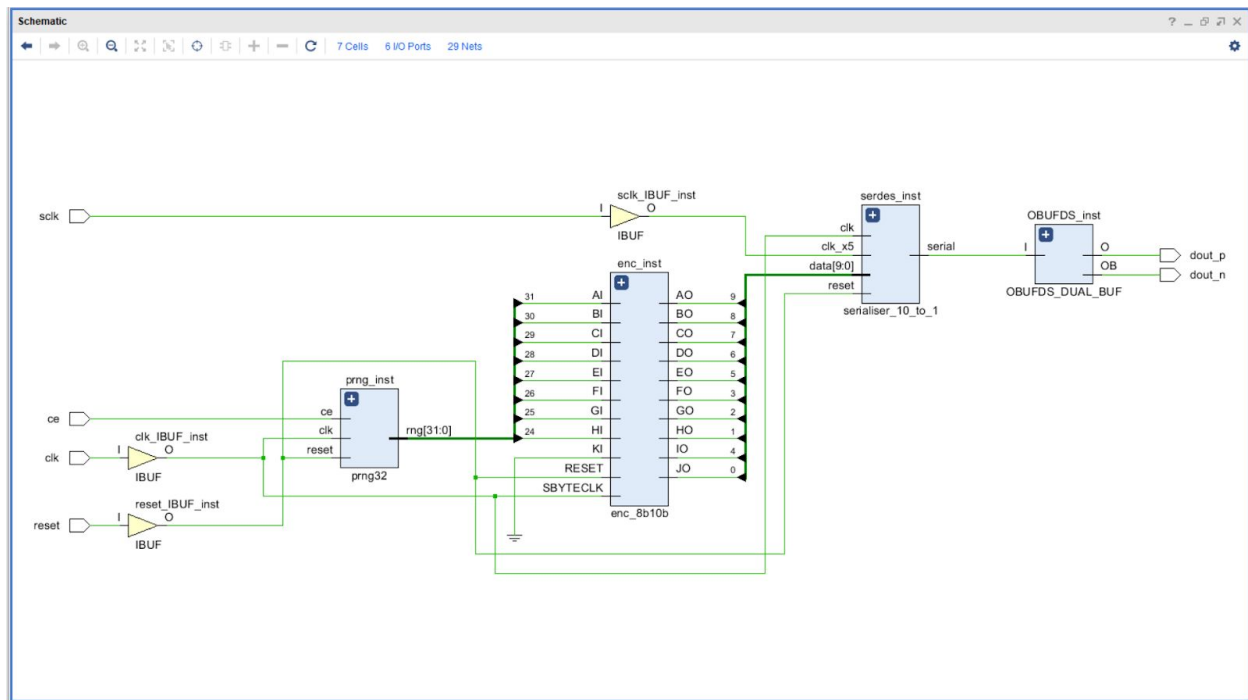 Schematic
7 Cells 6 I/O Ports 29 Nets
sclk
I
O
sclk_IBUF_inst
IBUF
serdes_inst
clk
clk_x5
data[9:0]
reset
serial
serialiser_10_to_1
OBUFDS_inst
I
O
OB
OBUFDS_DUAL_BUF
dout_p
dout_n
enc_inst
31 AI AO 9
30 BI BO 8
29 CI CO 7
28 DI DO 6
27 EI EO 5
26 FI FO 3
25 GI GO 2
24 HI HO 1
KI IO 4
RESET JO 0
SBYTECLK
enc_8b10b
prng_inst
ce
clk
reset
rng[31:0]
prng32
ce
clk
I
O
clk_IBUF_inst
IBUF
reset
I
O
reset_IBUF_inst
IBUF